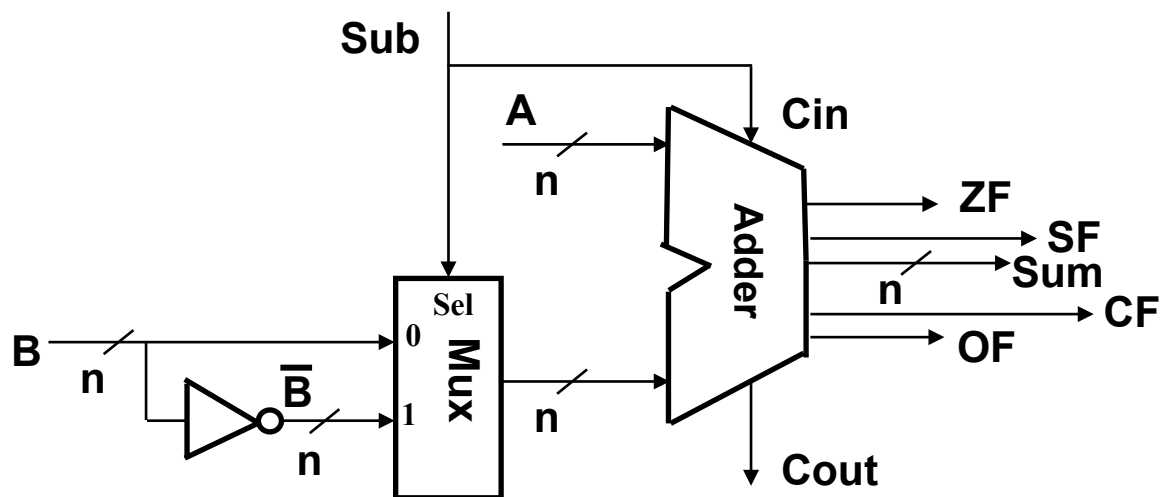 Sub
A
n
Cin
Adder
ZF
SF
n
Sum
CF
OF
Cout
Sel
0
Mux
1
n
B
n
B̅
n